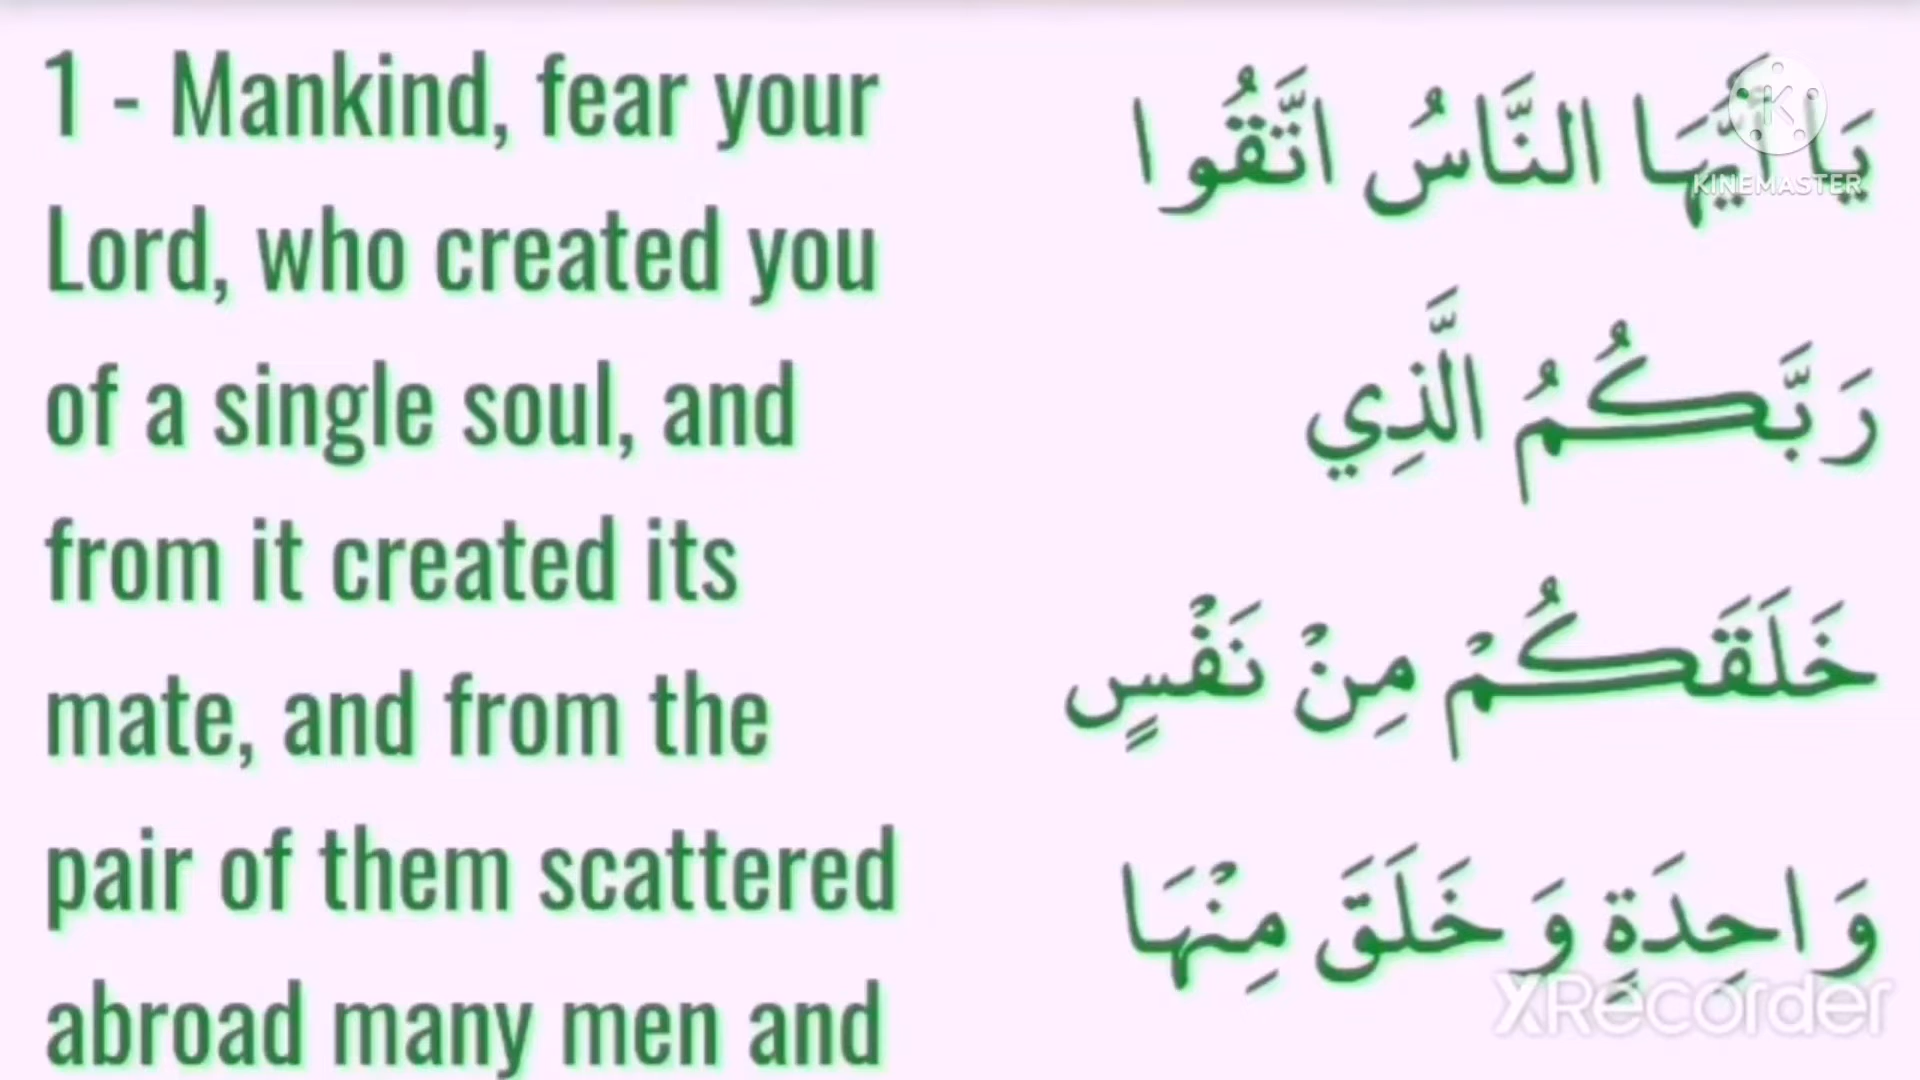 1 - Mankind, fear your
Lord, who created you
of a single soul, and
from it created its
mate, and from the
pair of them scattered
abroad many men and
يَا أَيُّهَا النَّاسُ اتَّقُوا
رَبَّكُمُ الَّذِي
خَلَقَكُمْ مِنْ نَفْسٍ
وَاحِدَةٍ وَخَلَقَ مِنْهَا
K
KINEMASTER
XRecorder